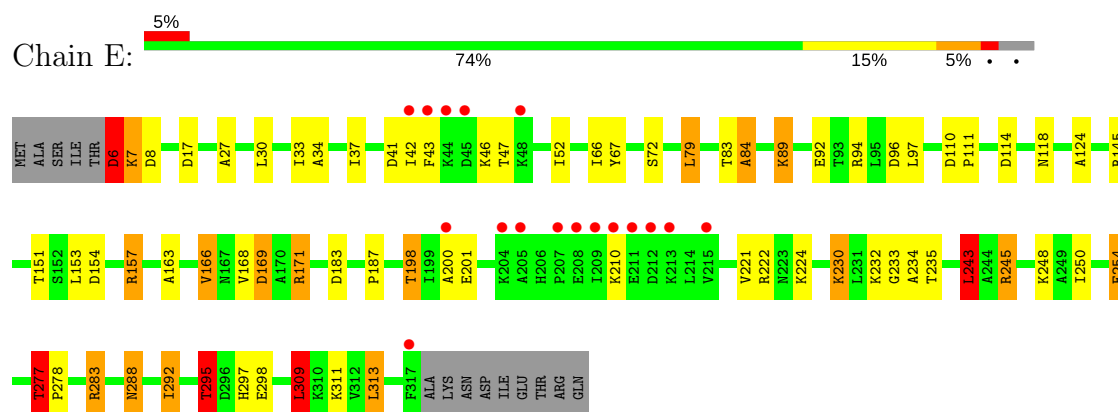 5%
Chain E:
74% 15% 5% • •
MET ALA SER ILE THR D6 K7 D8 D17 A27 L30 I33 A34 I37 D41 I42 F43 K44 D45 K46 T47 K48 I52 I66 Y67 S72 L79 T83 A84 K89 E92 T93 R94 L95 D96 L97 D110 P111 D114 N118 A124
T151 S152 L153 D154 R157 A163 V166 N167 V168 D169 A170 R171 D183 P187 T198 I199 A200 E201 K204 A205 H206 P207 E208 I209 K210 E211 D212 K213 L214 V215 V221 R222 N223 K224 K230 L231 K232 G233 A234 T235 L243 A244 R245 K248 A249 I250
T277 P278 R283 N288 I292 T295 D296 H297 E298 L309 K310 K311 V312 L313 F317 ALA LYS ASN ASP ILE GLU THR ARG GLN